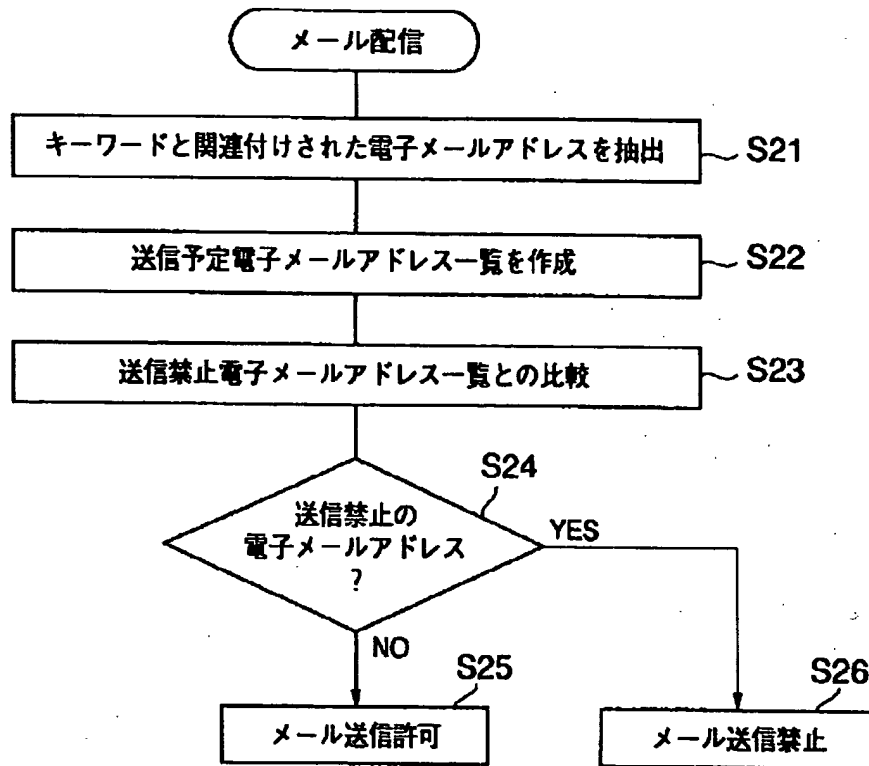 メール配信
キーワードと関連付けされた電子メールアドレスを抽出
S21
送信予定電子メールアドレス一覧を作成
S22
送信禁止電子メールアドレス一覧との比較
S23
S24
送信禁止の
電子メールアドレス
?
YES
NO
S25
メール送信許可
S26
メール送信禁止